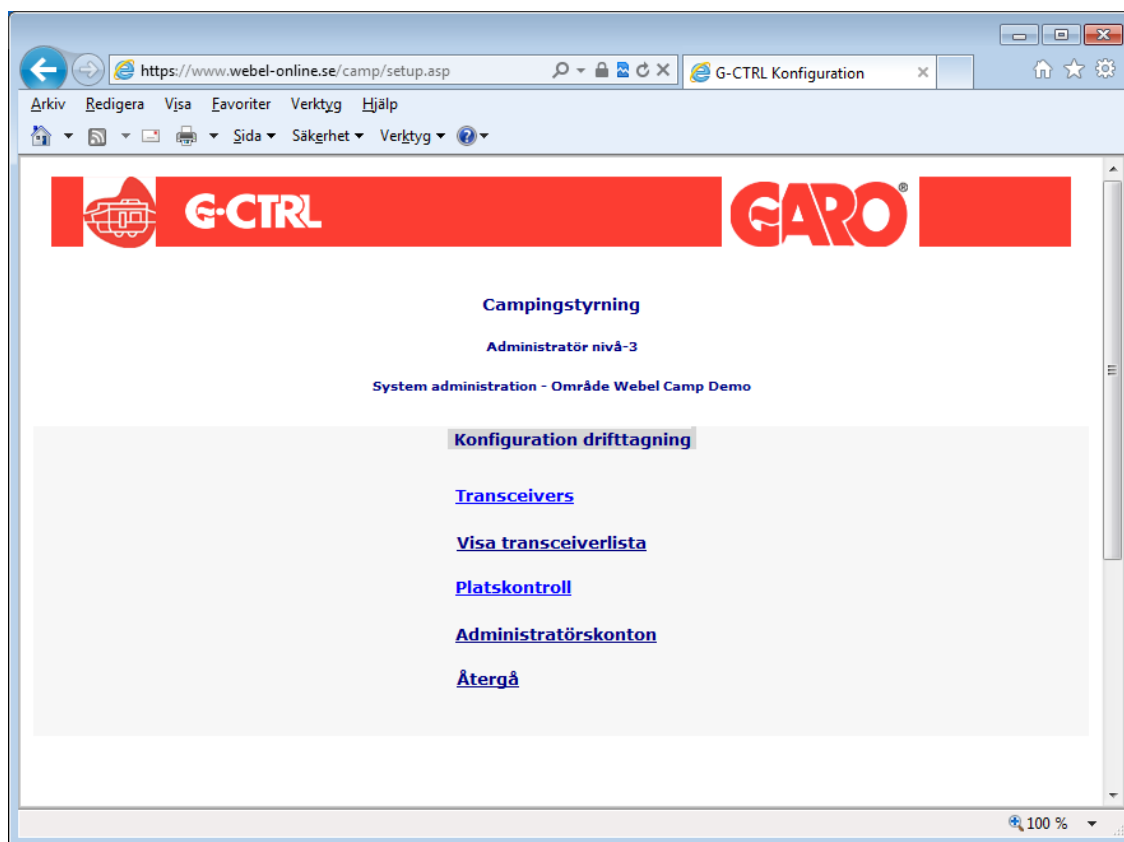 https://www.webel-online.se/camp/setup.asp
G-CTRL Konfiguration
Arkiv Redigera Visa Favoriter Verktyg Hjälp
Sida Säkerhet Verktyg
G-CTRL GARO®
Campingstyrning
Administratör nivå-3
System administration - Område Webel Camp Demo
Konfiguration drifttagning
Transceivers
Visa transceiverlista
Platskontroll
Administratörskonton
Återgå
100 %